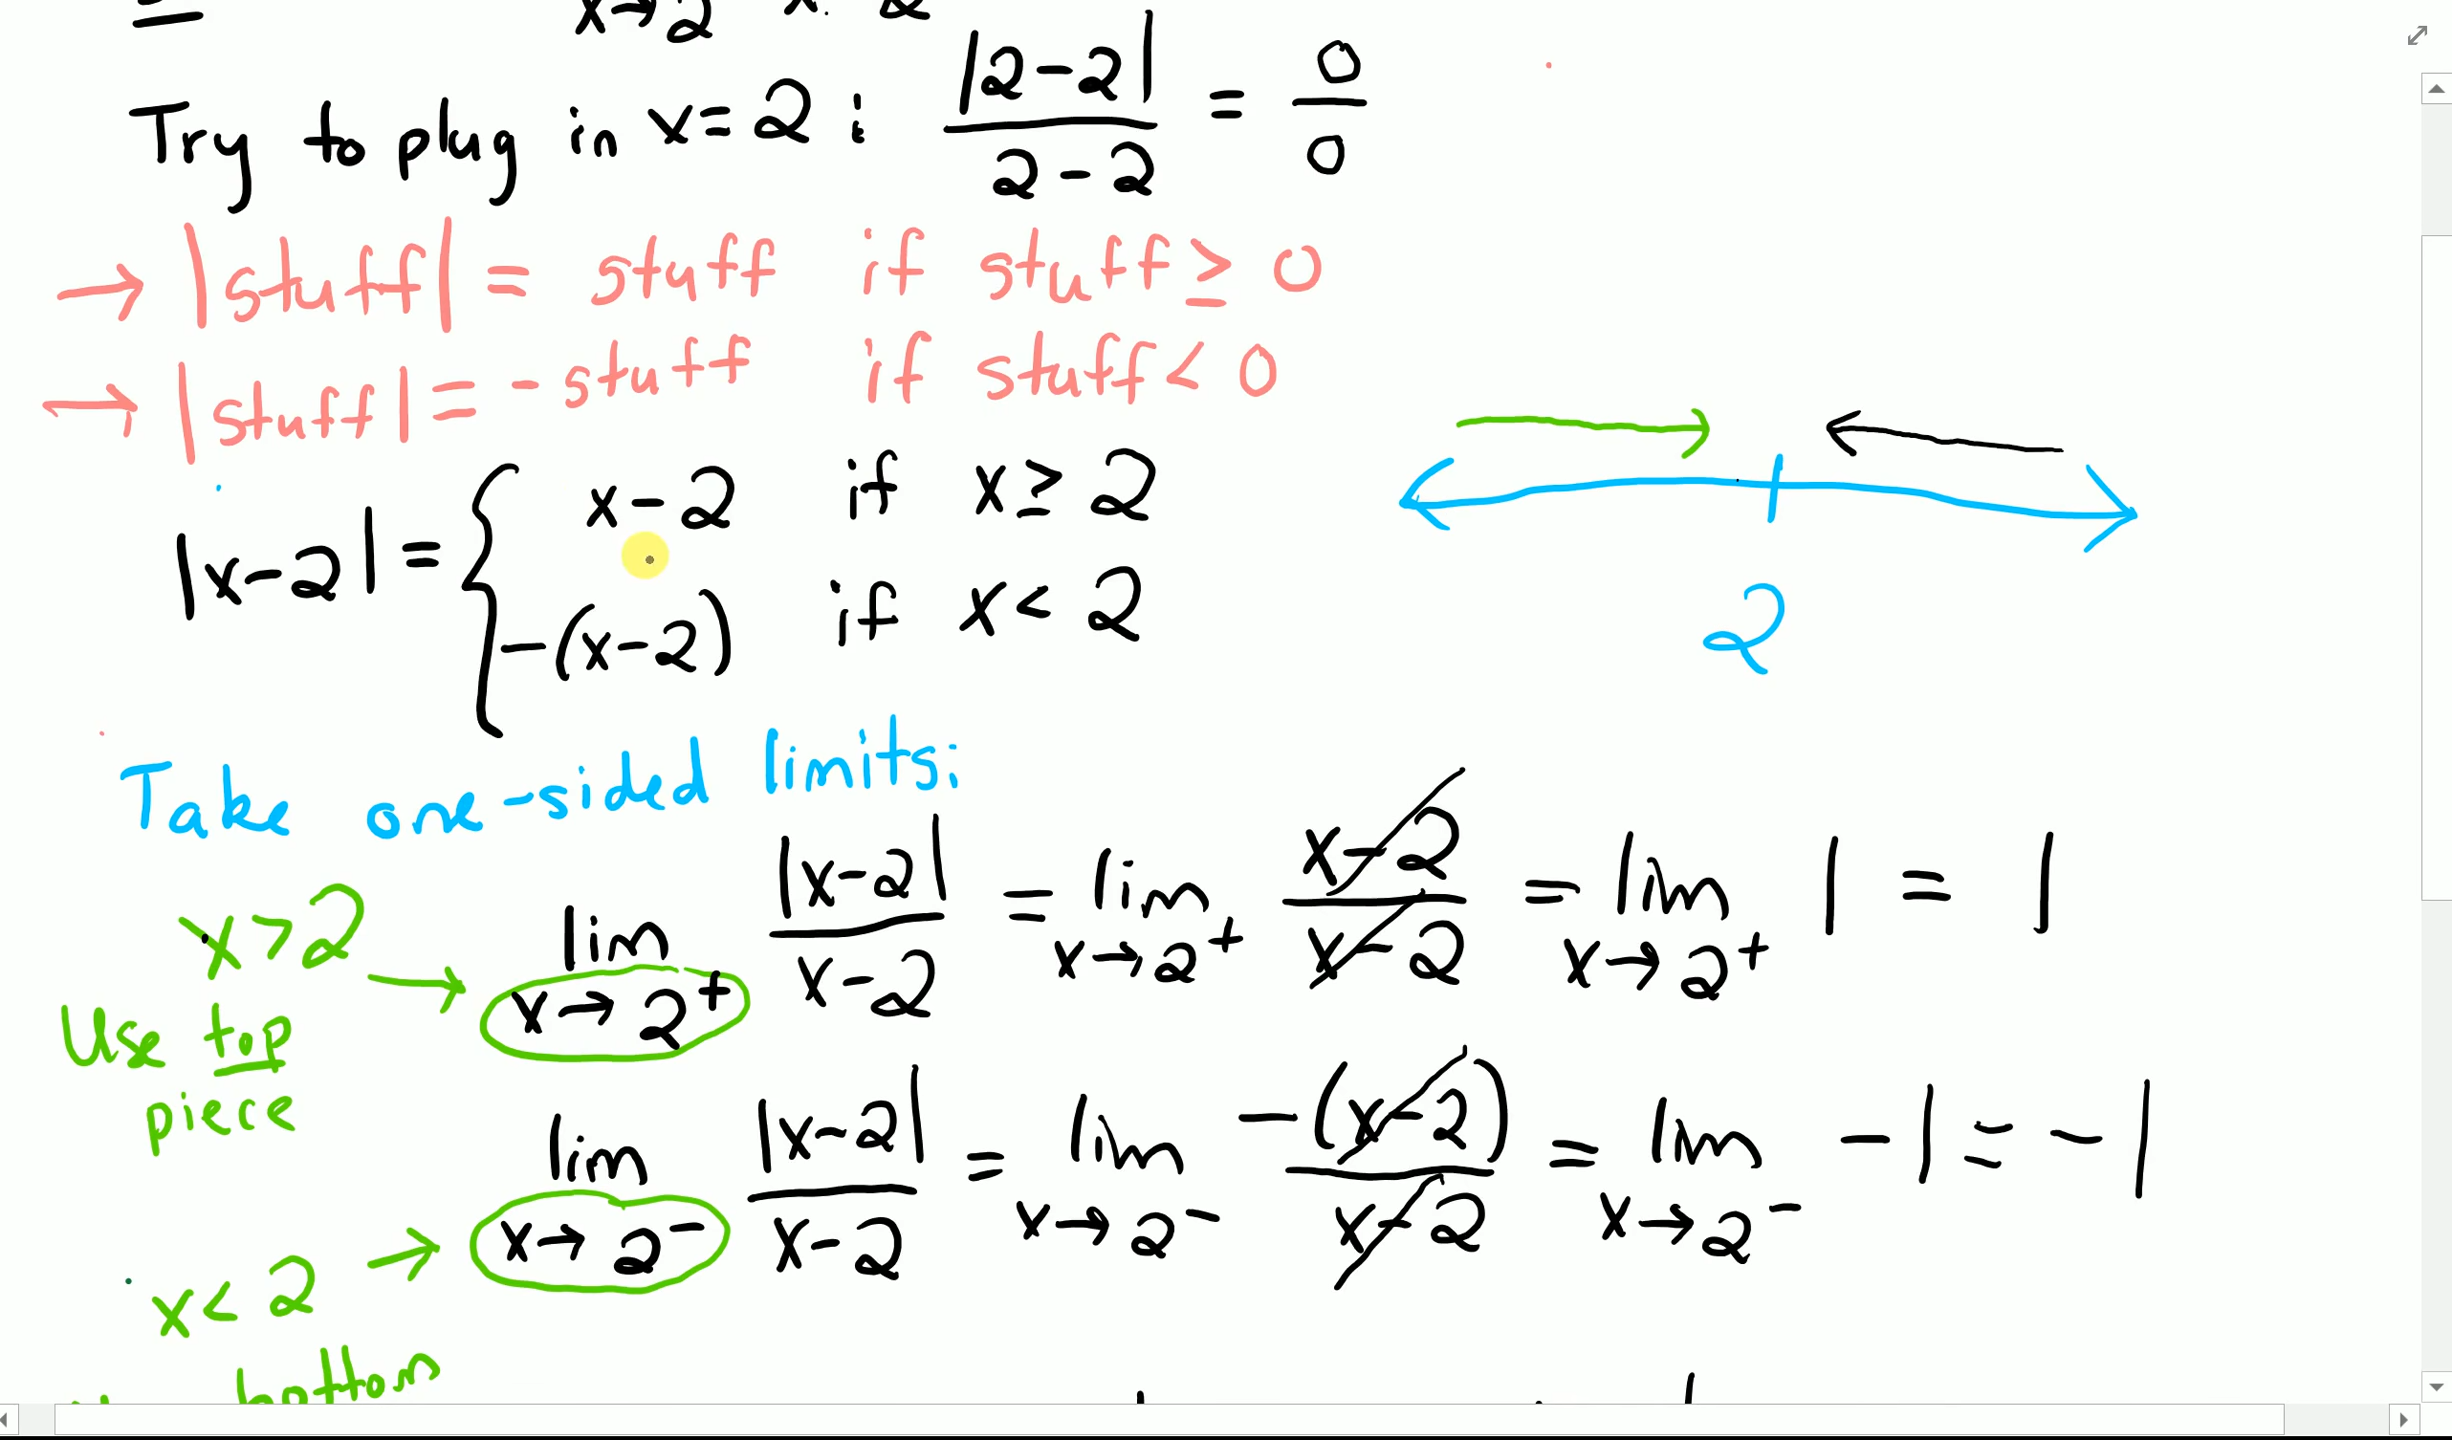 x→2 x-2
Try to plug in x=2 : |2-2| / 2-2 = 0/0
→ |stuff| = stuff if stuff ≥ 0
→ |stuff| = -stuff if stuff < 0
|x-2| = { x-2 if x ≥ 2
-(x-2) if x < 2
2
Take one-sided limits:
x > 2 → lim x→2⁺ |x-2| / x-2 = lim x→2⁺ x-2 / x-2 = lim x→2⁺ 1 = 1
Use top
piece
lim x→2⁻ |x-2| / x-2 = lim x→2⁻ -(x-2) / x-2 = lim x→2⁻ -1 = -1
x < 2 →
bottom